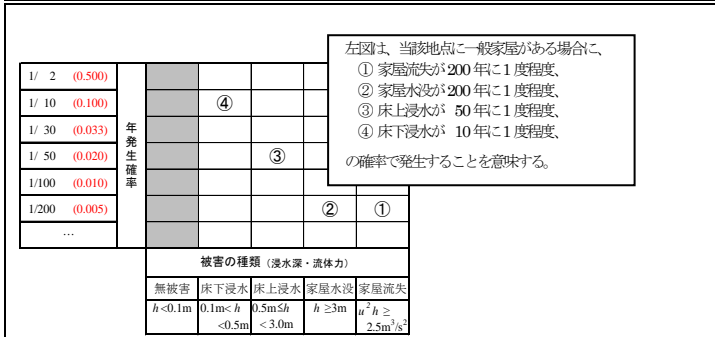 左図は、当該地点に一般家屋がある場合に、
① 家屋流失が200年に1度程度、
② 家屋水没が200年に1度程度、
③ 床上浸水が 50年に1度程度、
④ 床下浸水が 10年に1度程度、
の確率で発生することを意味する。
1/ 2 (0.500)
1/ 10 (0.100) ④
1/ 30 (0.033)
1/ 50 (0.020) ③
1/100 (0.010)
1/200 (0.005) ② ①
…
年発生確率
被害の種類（浸水深・流体力）
無被害 床下浸水 床上浸水 家屋水没 家屋流失
h<0.1m 0.1m< h <0.5m 0.5m≤h <3.0m h ≥3m u²h ≥ 2.5m³/s²